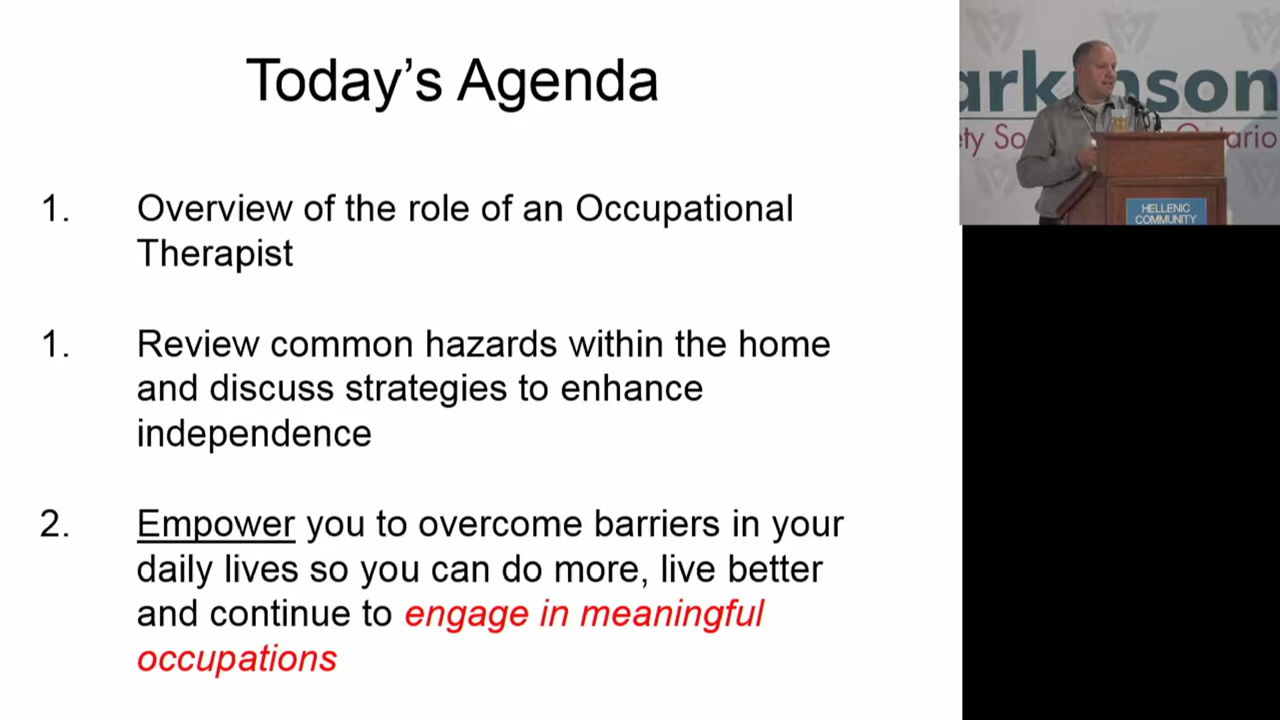 Today's Agenda
1. Overview of the role of an Occupational
Therapist
1. Review common hazards within the home
and discuss strategies to enhance
independence
2. Empower you to overcome barriers in your
daily lives so you can do more, live better
and continue to engage in meaningful
occupations
arkinson
ety So Ontario
HELLENIC
COMMUNITY